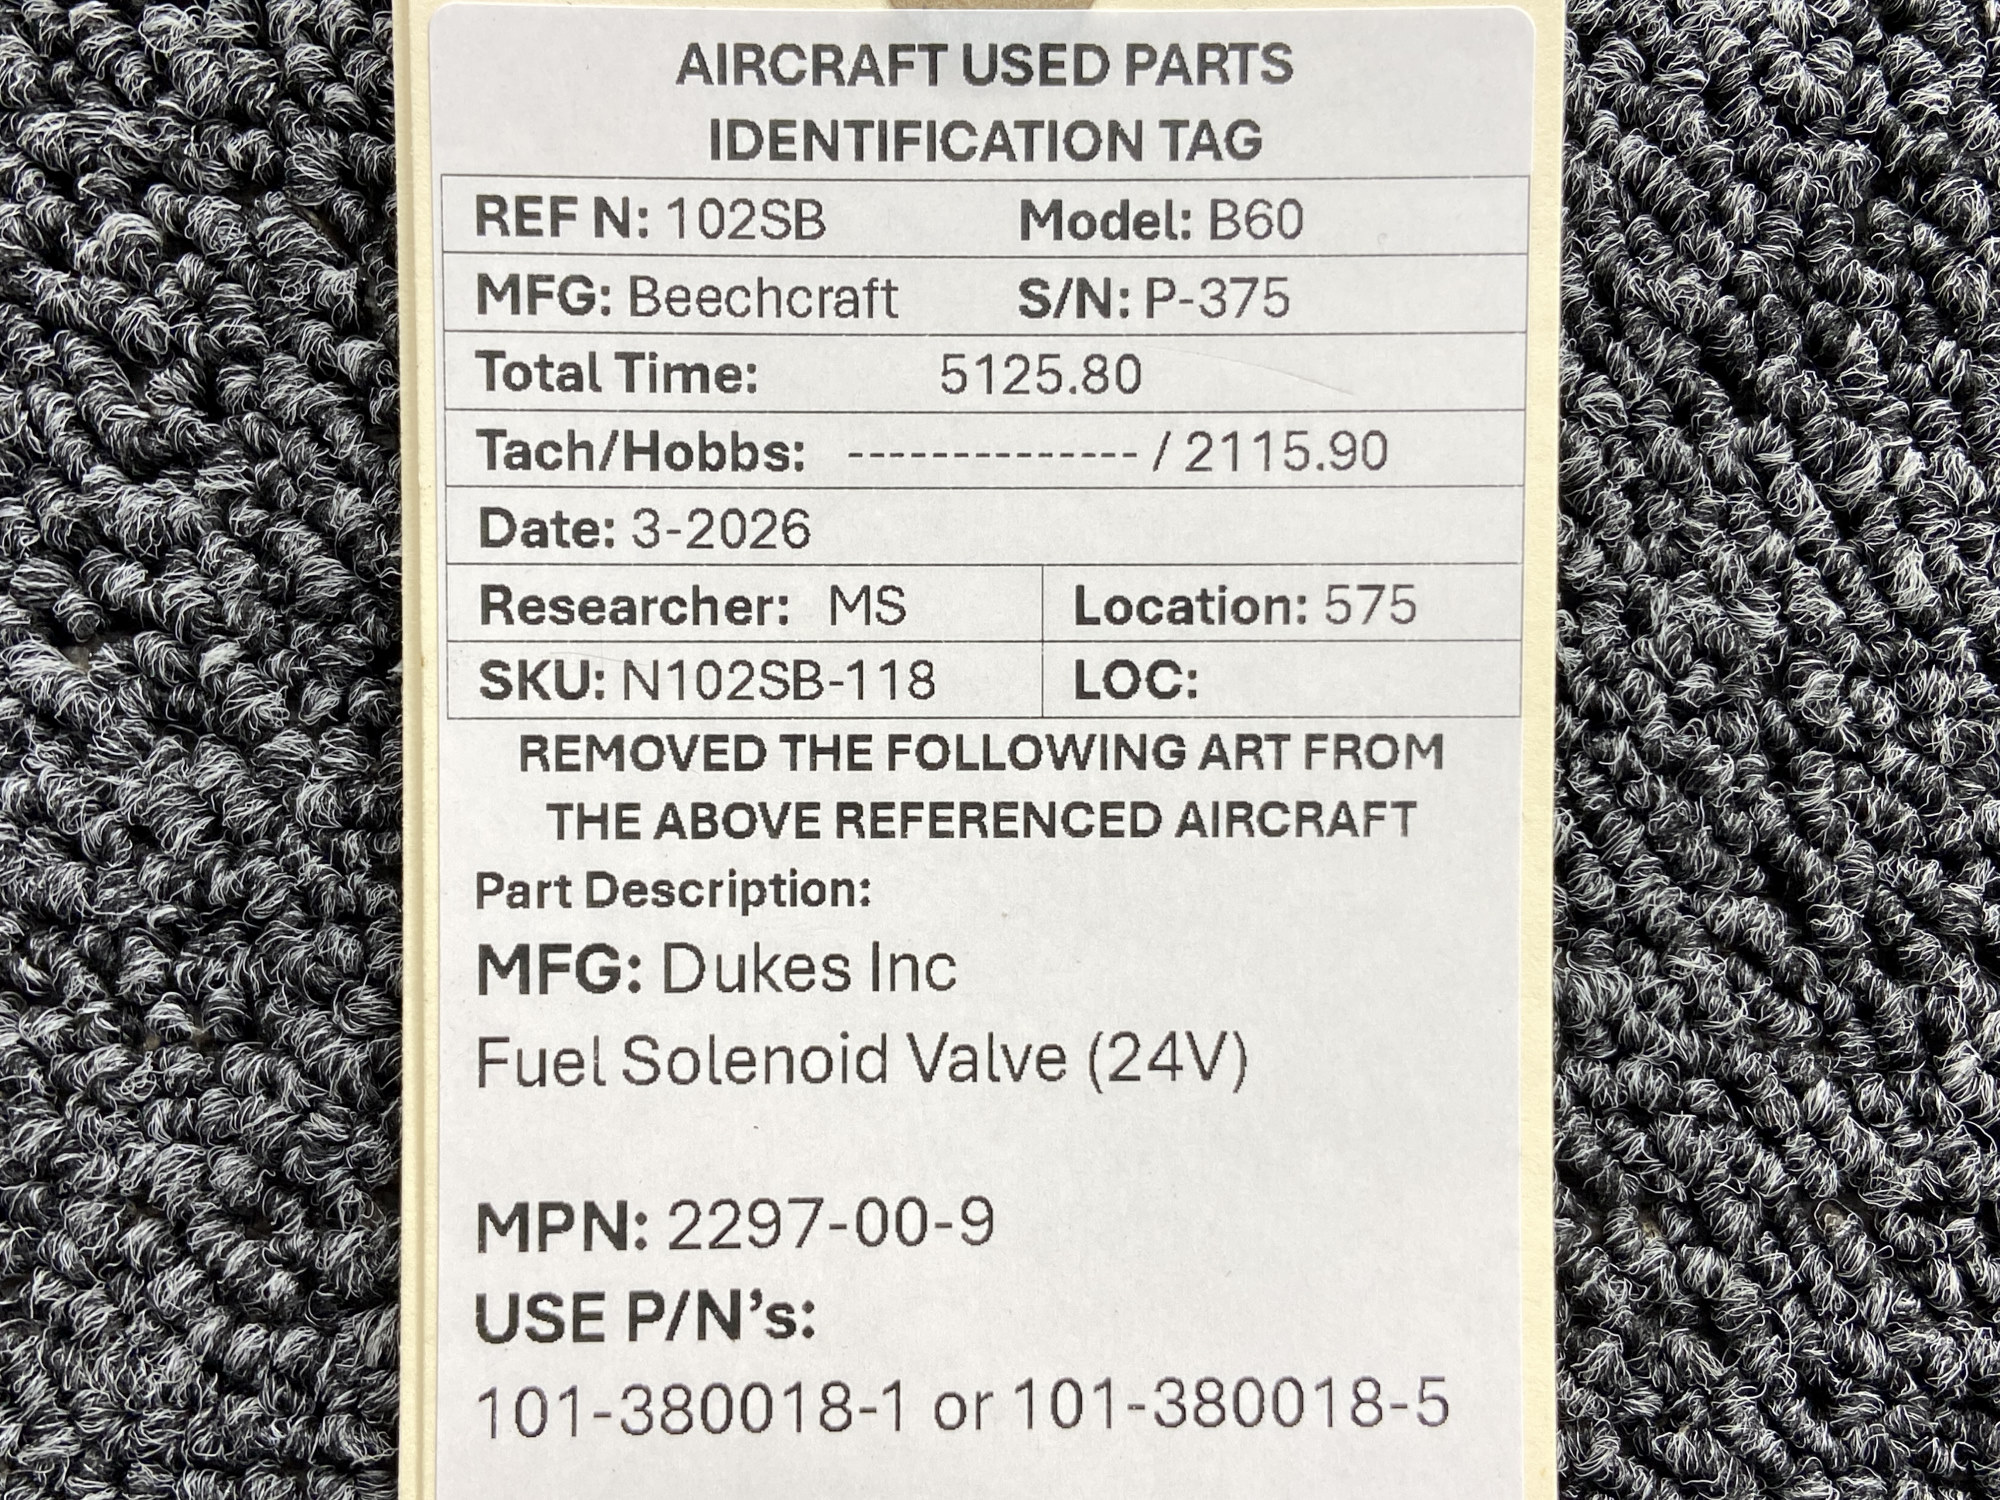 AIRCRAFT USED PARTS
IDENTIFICATION TAG
REF N: 102SB Model: B60
MFG: Beechcraft S/N: P-375
Total Time: 5125.80
Tach/Hobbs: -------------- / 2115.90
Date: 3-2026
Researcher: MS Location: 575
SKU: N102SB-118 LOC:
REMOVED THE FOLLOWING ART FROM
THE ABOVE REFERENCED AIRCRAFT
Part Description:
MFG: Dukes Inc
Fuel Solenoid Valve (24V)
MPN: 2297-00-9
USE P/N's:
101-380018-1 or 101-380018-5